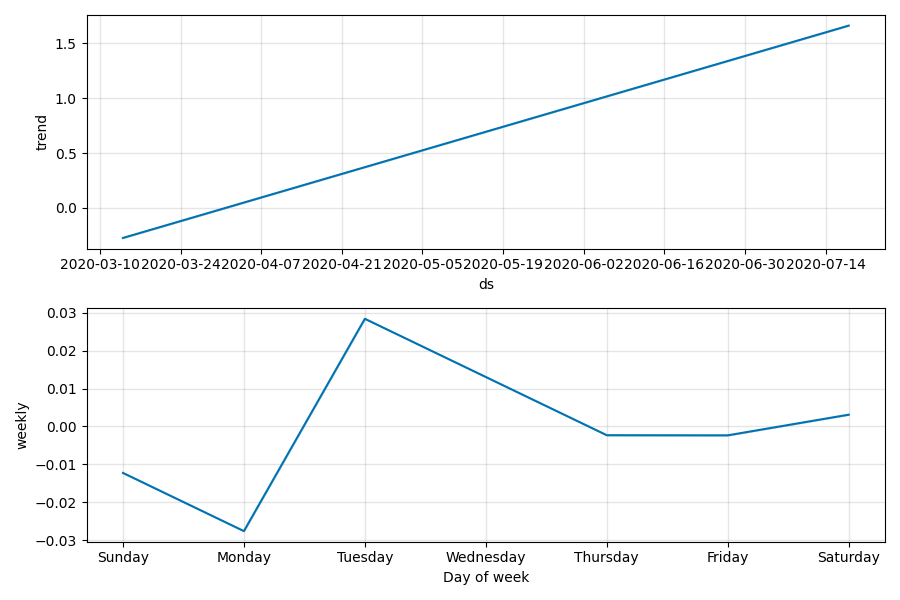 1.5
1.0
0.5
0.0
trend
2020-03-10 2020-03-24 2020-04-07 2020-04-21 2020-05-05 2020-05-19 2020-06-02 2020-06-16 2020-06-30 2020-07-14
ds
0.03
0.02
0.01
0.00
−0.01
−0.02
−0.03
weekly
Sunday Monday Tuesday Wednesday Thursday Friday Saturday
Day of week